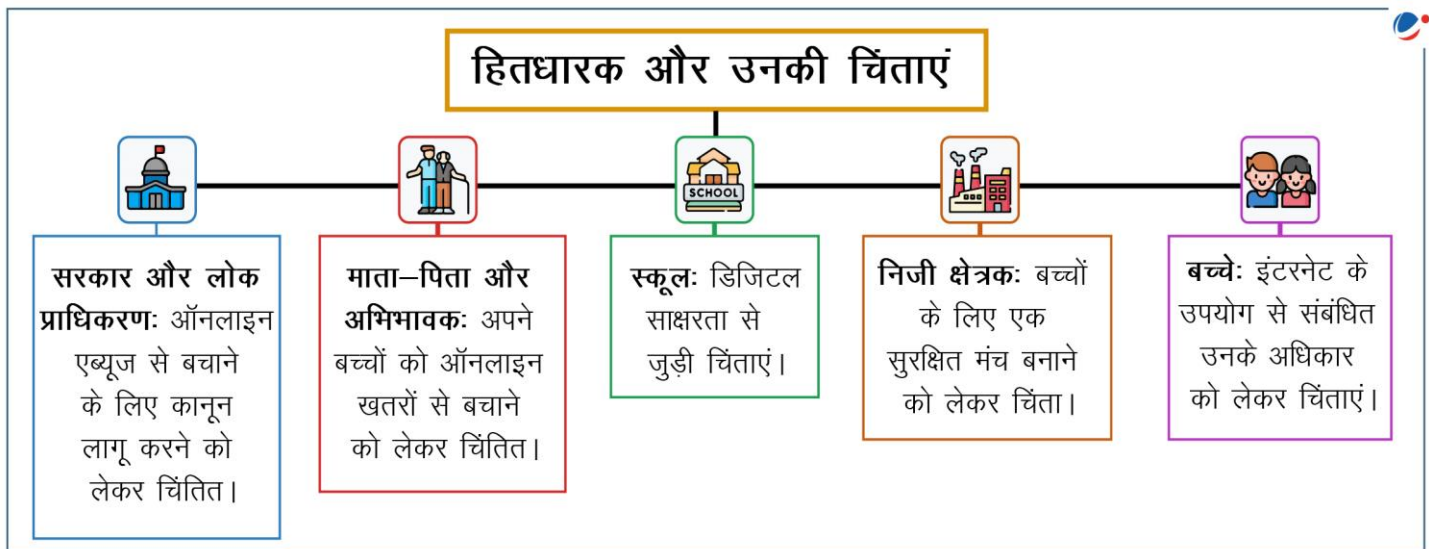 हितधारक और उनकी चिंताएं
SCHOOL
सरकार और लोक
प्राधिकरणः ऑनलाइन
एब्यूज से बचाने
के लिए कानून
लागू करने को
लेकर चिंतित।
माता–पिता और
अभिभावकः अपने
बच्चों को ऑनलाइन
खतरों से बचाने
को लेकर चिंतित।
स्कूलः डिजिटल
साक्षरता से
जुड़ी चिंताएं।
निजी क्षेत्रकः बच्चों
के लिए एक
सुरक्षित मंच बनाने
को लेकर चिंता।
बच्चेः इंटरनेट के
उपयोग से संबंधित
उनके अधिकार
को लेकर चिंताएं।